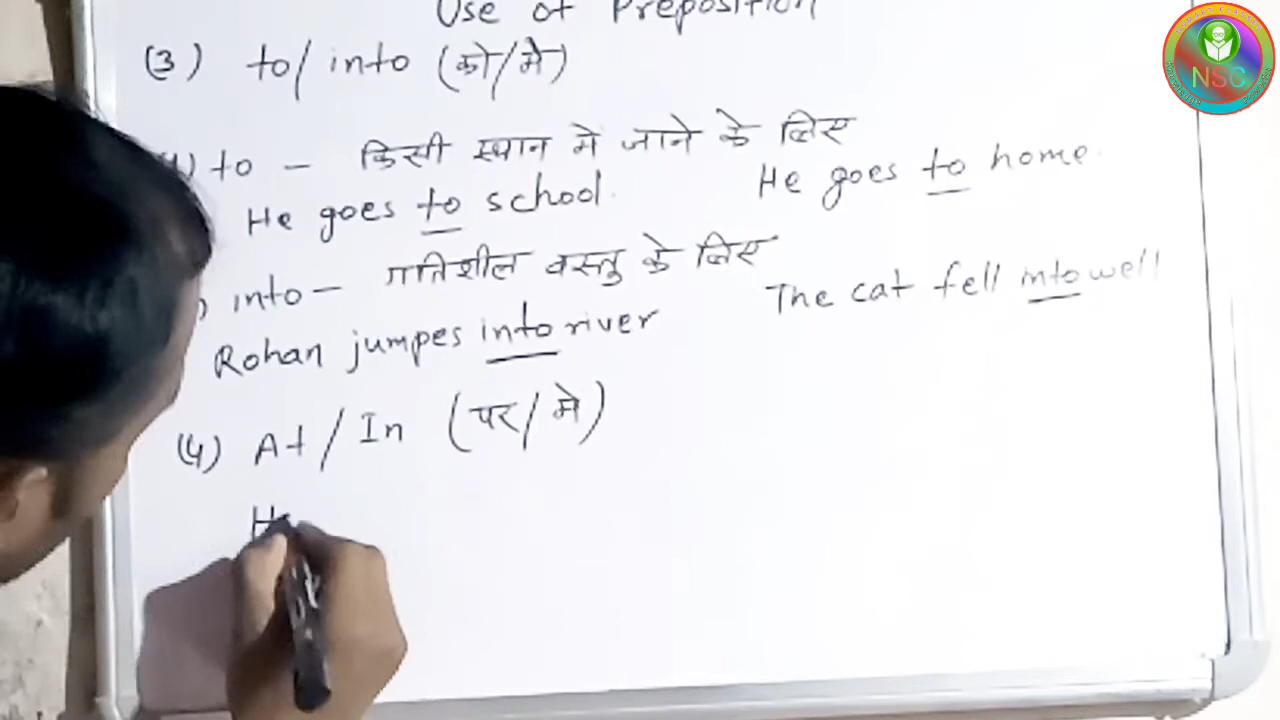 Use of Preposition
(3) to/ into (को/मे)
to – किसी स्थान मे जाने के लिए
He goes to school. He goes to home.
into – गतिशील वस्तु के लिए
Rohan jumpes into river The cat fell into well
(4) At / In (पर/मे)
H
NSC